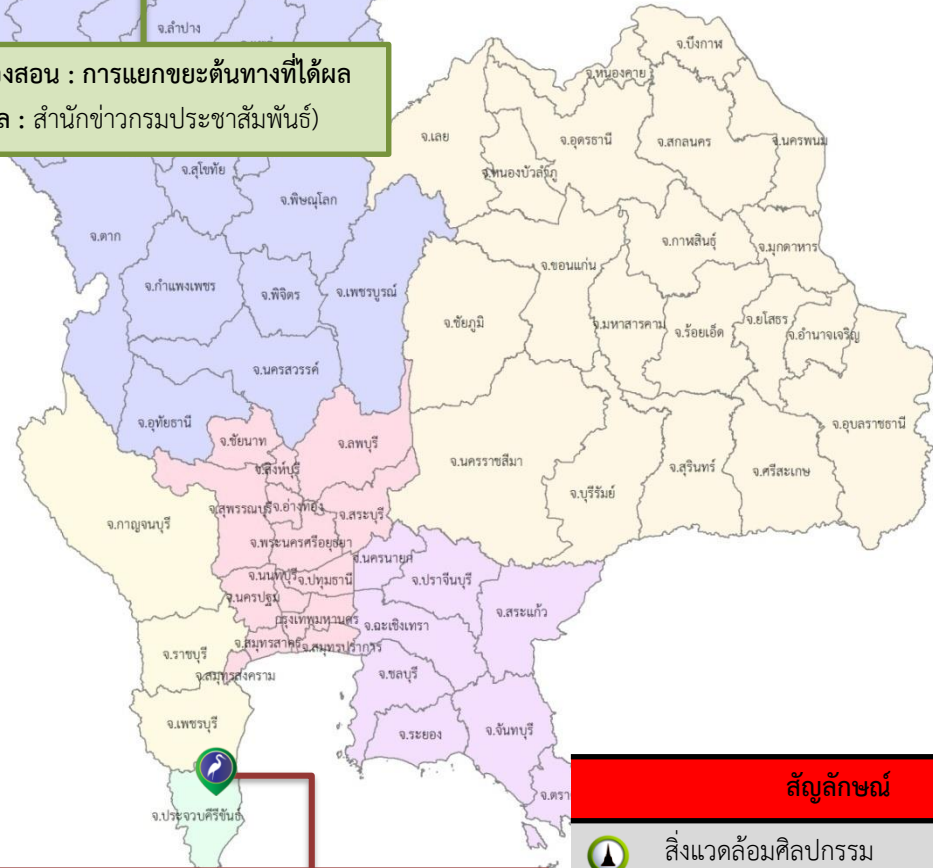 จ.ลำปาง
งสอน : การแยกขยะต้นทางที่ได้ผล
ล : สำนักข่าวกรมประชาสัมพันธ์)
จ.บึงกาฬ
จ.หนองคาย
จ.เลย
จ.อุดรธานี
จ.สกลนคร
จ.นครพนม
จ.หนองบัวลำภู
จ.สุโขทัย
จ.พิษณุโลก
จ.ตาก
จ.กาฬสินธุ์
จ.มุกดาหาร
จ.ขอนแก่น
จ.กำแพงเพชร
จ.พิจิตร
จ.เพชรบูรณ์
จ.ชัยภูมิ
จ.มหาสารคาม
จ.ร้อยเอ็ด
จ.ยโสธร
จ.อำนาจเจริญ
จ.นครสวรรค์
จ.อุทัยธานี
จ.ชัยนาท
จ.ลพบุรี
จ.อุบลราชธานี
จ.สิงห์บุรี
จ.นครราชสีมา
จ.บุรีรัมย์
จ.สุรินทร์
จ.ศรีสะเกษ
จ.กาญจนบุรี
จ.สุพรรณบุรี
จ.อ่างทอง
จ.สระบุรี
จ.พระนครศรีอยุธยา
จ.นครนายก
จ.นนทบุรี
จ.ปทุมธานี
จ.ปราจีนบุรี
จ.นครปฐม
กรุงเทพมหานคร
จ.ฉะเชิงเทรา
จ.สระแก้ว
จ.ราชบุรี
จ.สมุทรสาคร
จ.สมุทรปราการ
จ.สมุทรสงคราม
จ.ชลบุรี
จ.เพชรบุรี
จ.ระยอง
จ.จันทบุรี
จ.ตรา
จ.ประจวบคีรีขันธ์
สัญลักษณ์
สิ่งแวดล้อมศิลปกรรม